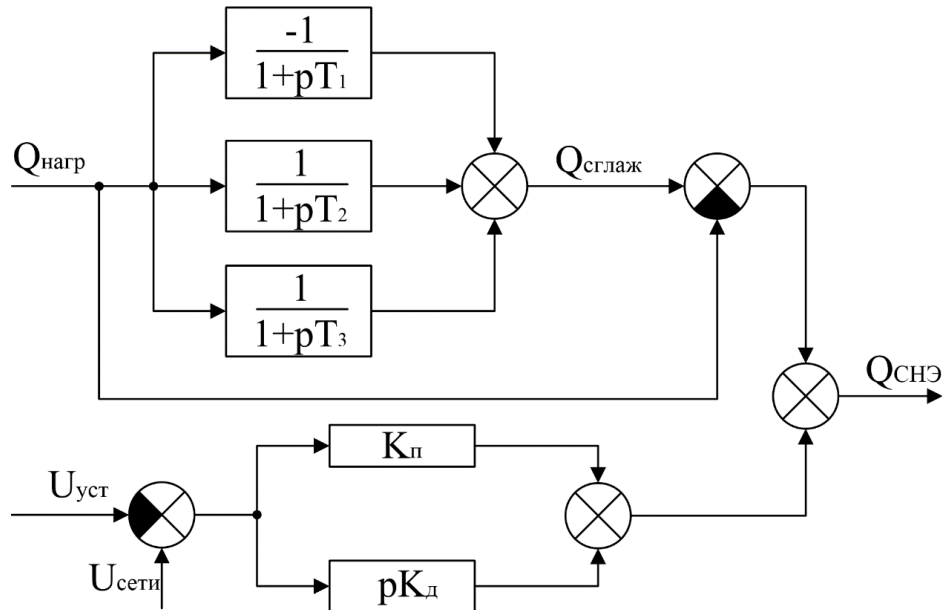 -1
1+pT₁
Qнагр
1
1+pT₂
Qсглаж
1
1+pT₃
QСНЭ
Kп
Uуст
Uсети
pKд